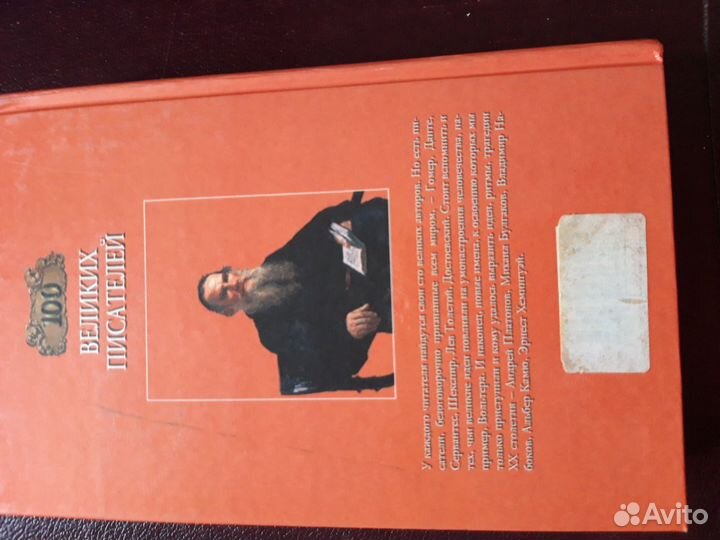 100
ВЕЛИКИХ
ПИСАТЕЛЕЙ
У каждого читателя найдутся свои сто великих авторов. Но есть пи-
сатели, безоговорочно признанные всем миром, – Гомер, Данте,
Сервантес, Шекспир, Лев Толстой, Достоевский. Стоит вспомнить и
тех, чьи великие идеи повлияли на умонастроения человечества, на-
пример, Вольтера. И наконец, новые имена, к освоению которых мы
только приступили и кому удалось выразить идеи, ритмы, трагедии
XX столетия – Андрей Платонов, Михаил Булгаков, Владимир На-
боков, Альбер Камю, Эрнест Хемингуэй.
Avito